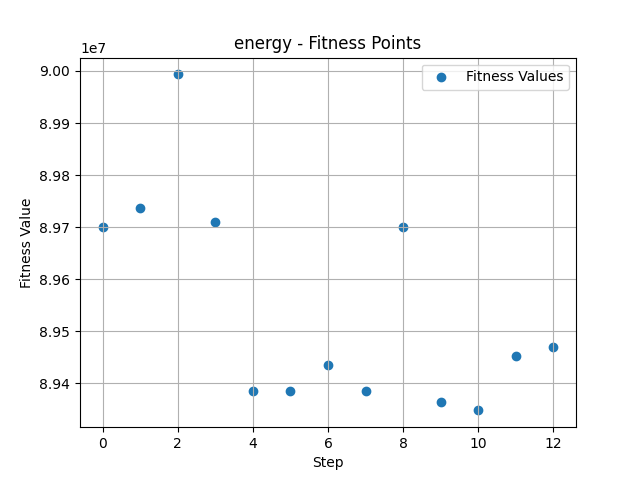 energy - Fitness Points
1e7
Fitness Values
9.00
8.99
8.98
8.97
8.96
8.95
8.94
Fitness Value
0 2 4 6 8 10 12
Step